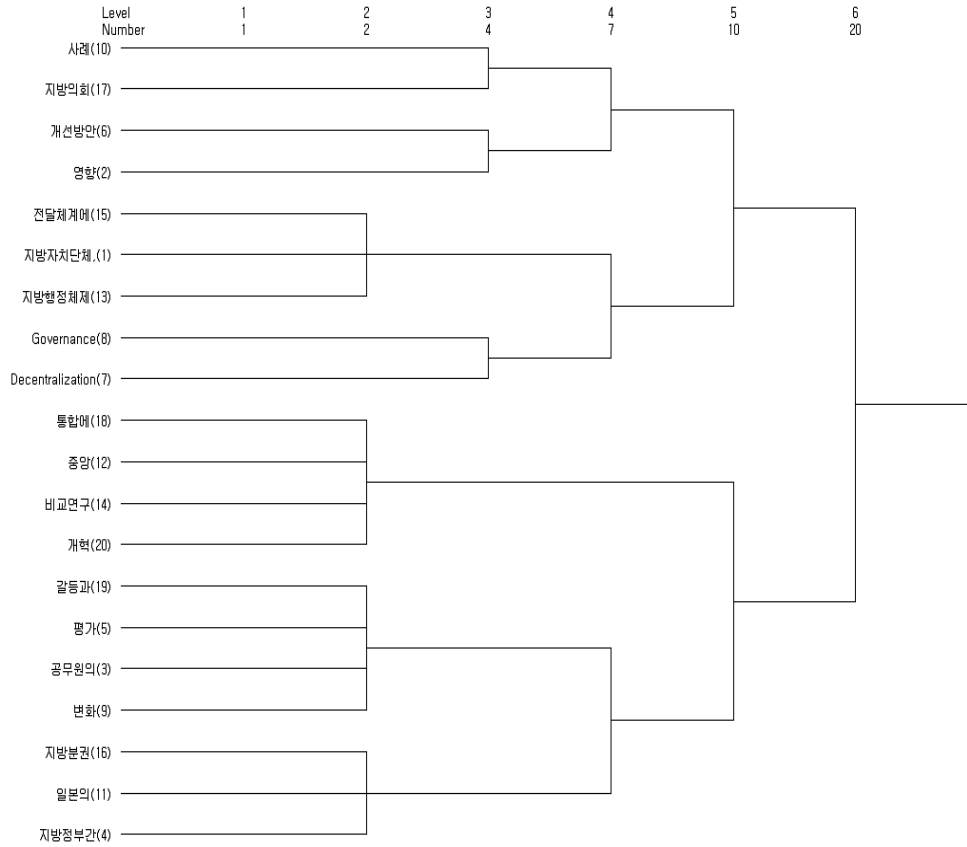 Level 1 2 3 4 5 6
Number 1 2 4 7 10 20
사례(10)
지방의회(17)
개선방안(6)
영향(2)
전달체계에(15)
지방자치단체,(1)
지방행정체제(13)
Governance(8)
Decentralization(7)
통합에(18)
중앙(12)
비교연구(14)
개혁(20)
갈등과(19)
평가(5)
공무원의(3)
변화(9)
지방분권(16)
일본의(11)
지방정부간(4)